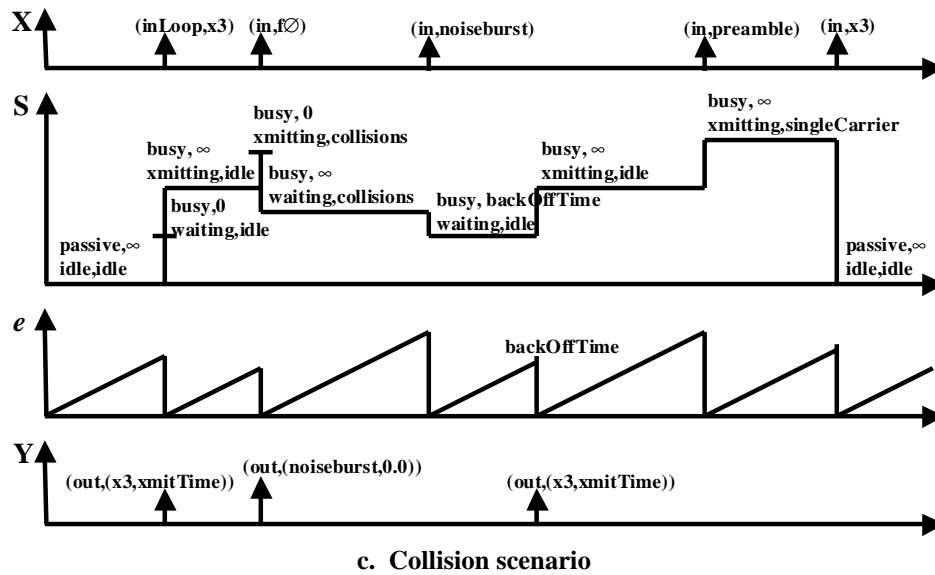 X
(inLoop,x3)
(in,f∅)
(in,noiseburst)
(in,preamble)
(in,x3)
S
busy, 0
xmitting,collisions
busy, ∞
xmitting,singleCarrier
busy, ∞
xmitting,idle
busy, ∞
xmitting,idle
busy, ∞
waiting,collisions
busy,0
waiting,idle
busy, backOffTime
waiting,idle
passive,∞
idle,idle
passive,∞
idle,idle
e
backOffTime
Y
(out,(noiseburst,0.0))
(out,(x3,xmitTime))
(out,(x3,xmitTime))
c. Collision scenario